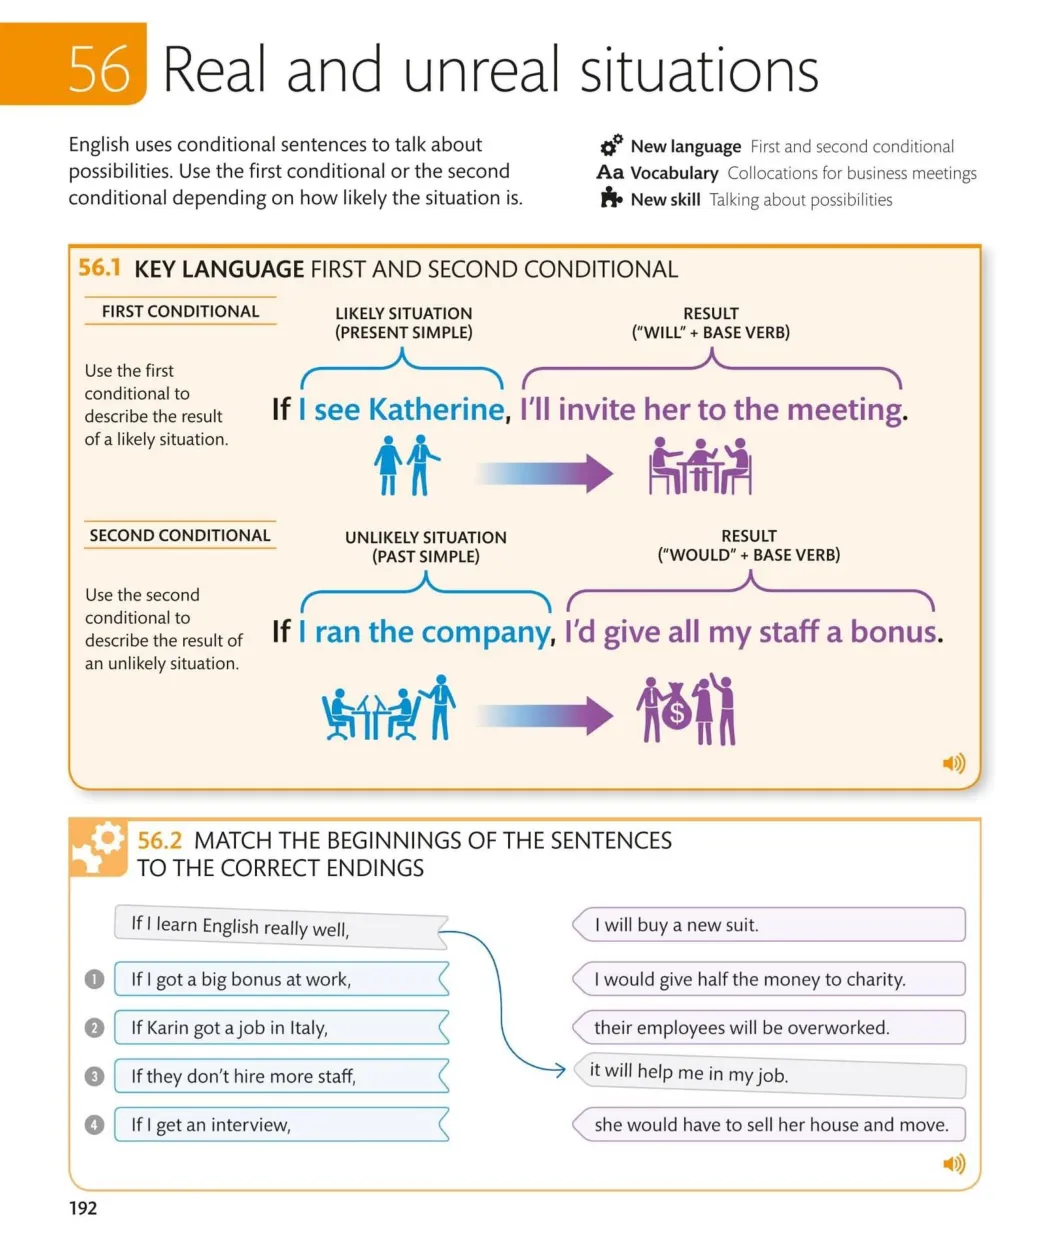 56 Real and unreal situations
English uses conditional sentences to talk about
possibilities. Use the first conditional or the second
conditional depending on how likely the situation is.
New language First and second conditional
Aa Vocabulary Collocations for business meetings
New skill Talking about possibilities
56.1 KEY LANGUAGE FIRST AND SECOND CONDITIONAL
FIRST CONDITIONAL
Use the first
conditional to
describe the result
of a likely situation.
LIKELY SITUATION
(PRESENT SIMPLE)
RESULT
(“WILL” + BASE VERB)
If I see Katherine, I’ll invite her to the meeting.
SECOND CONDITIONAL
Use the second
conditional to
describe the result of
an unlikely situation.
UNLIKELY SITUATION
(PAST SIMPLE)
RESULT
(“WOULD” + BASE VERB)
If I ran the company, I’d give all my staff a bonus.
$
56.2 MATCH THE BEGINNINGS OF THE SENTENCES
TO THE CORRECT ENDINGS
If I learn English really well,
I will buy a new suit.
1 If I got a big bonus at work,
I would give half the money to charity.
2 If Karin got a job in Italy,
their employees will be overworked.
3 If they don’t hire more staff,
it will help me in my job.
4 If I get an interview,
she would have to sell her house and move.
192